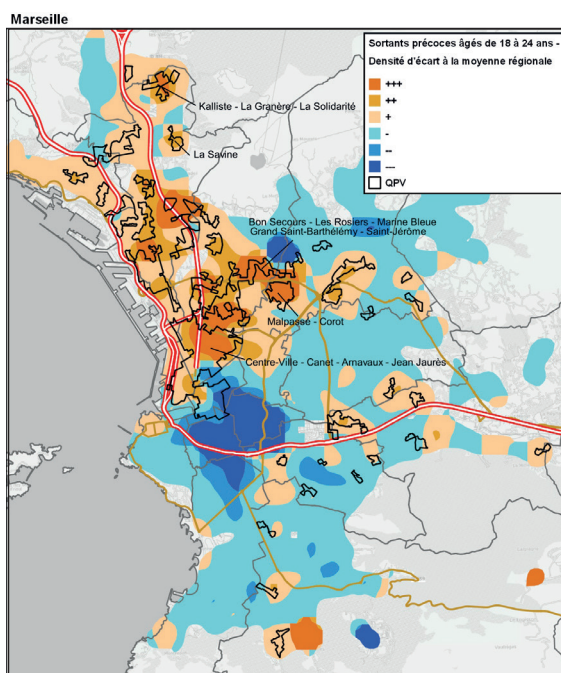 Marseille
Sortants précoces âgés de 18 à 24 ans -
Densité d'écart à la moyenne régionale
+++
++
+
-
--
---
QPV
Kalliste - La Granère - La Solidarité
La Savine
Bon Secours - Les Rosiers - Marine Bleue
Grand Saint-Barthélémy - Saint-Jérôme
Malpassé - Corot
Centre-Ville - Canet - Arnavaux - Jean Jaurès